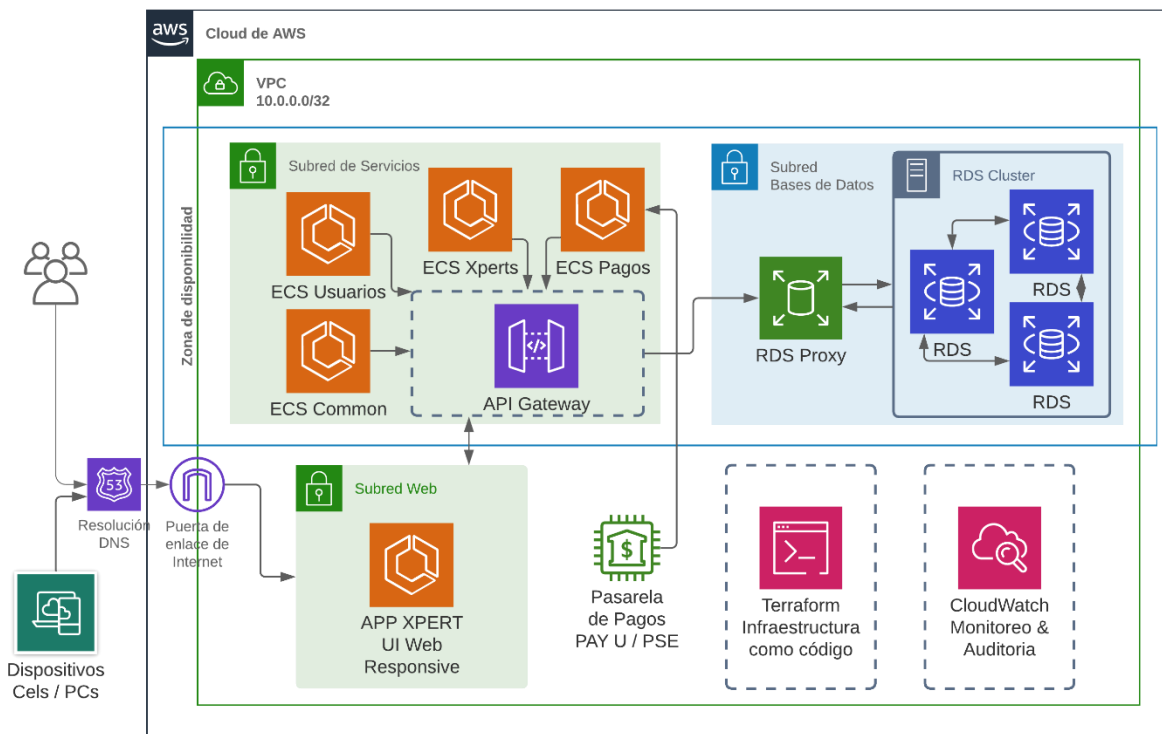 aws
Cloud de AWS
VPC
10.0.0.0/32
Zona de disponibilidad
Subred de Servicios
ECS Usuarios
ECS Xperts
ECS Pagos
ECS Common
API Gateway
Subred
Bases de Datos
RDS Cluster
RDS Proxy
RDS
RDS
RDS
53
Resolución
DNS
Puerta de
enlace de
Internet
Dispositivos
Cels / PCs
Subred Web
APP XPERT
UI Web
Responsive
$
Pasarela
de Pagos
PAY U / PSE
Terraform
Infraestructura
como código
CloudWatch
Monitoreo &
Auditoria